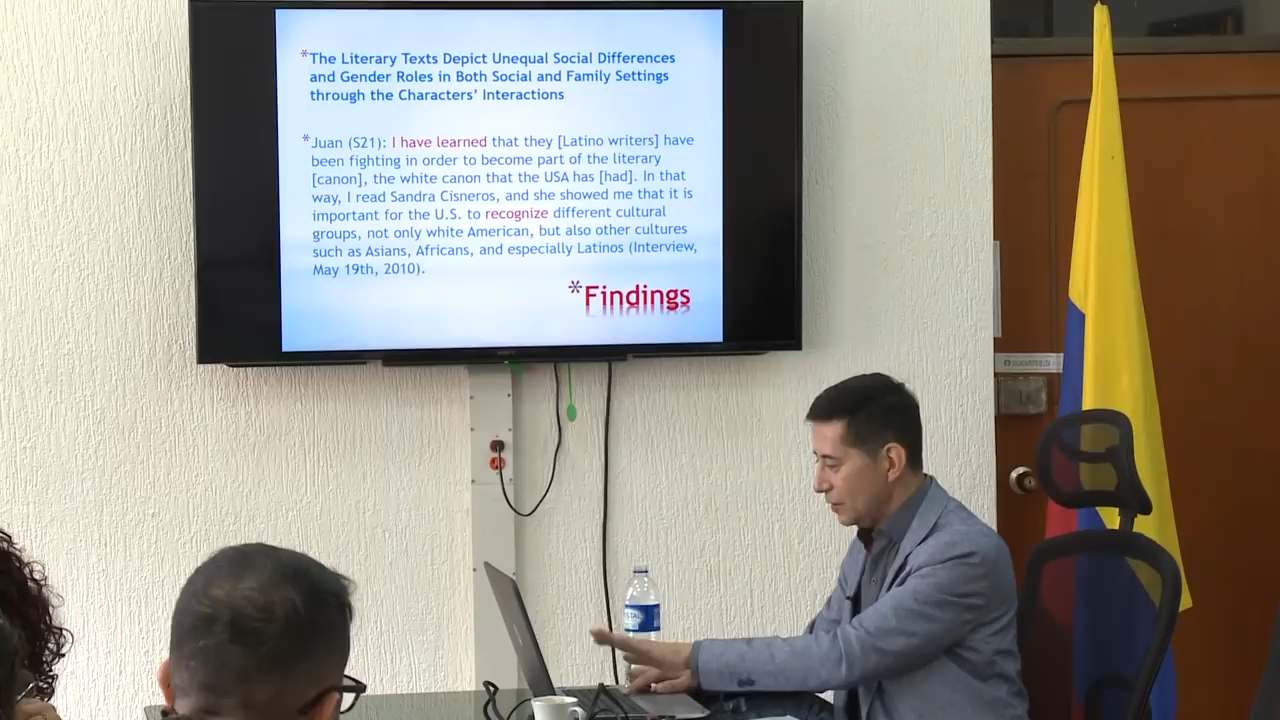 *The Literary Texts Depict Unequal Social Differences
and Gender Roles in Both Social and Family Settings
through the Characters’ Interactions
*Juan (S21): I have learned that they [Latino writers] have
been fighting in order to become part of the literary
[canon], the white canon that the USA has [had]. In that
way, I read Sandra Cisneros, and she showed me that it is
important for the U.S. to recognize different cultural
groups, not only white American, but also other cultures
such as Asians, Africans, and especially Latinos (Interview,
May 19th, 2010).
*Findings